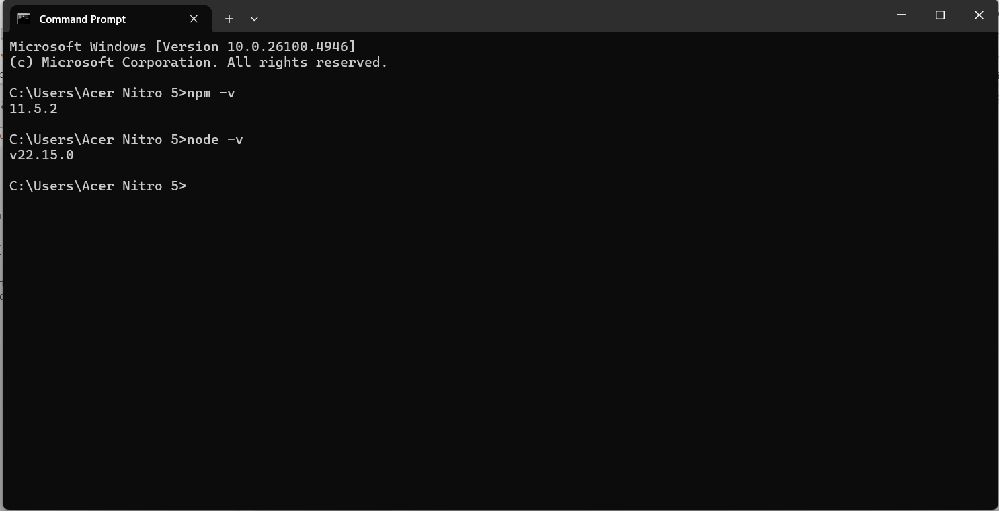 Command Prompt
Microsoft Windows [Version 10.0.26100.4946]
(c) Microsoft Corporation. All rights reserved.
C:\Users\Acer Nitro 5>npm -v
11.5.2
C:\Users\Acer Nitro 5>node -v
v22.15.0
C:\Users\Acer Nitro 5>